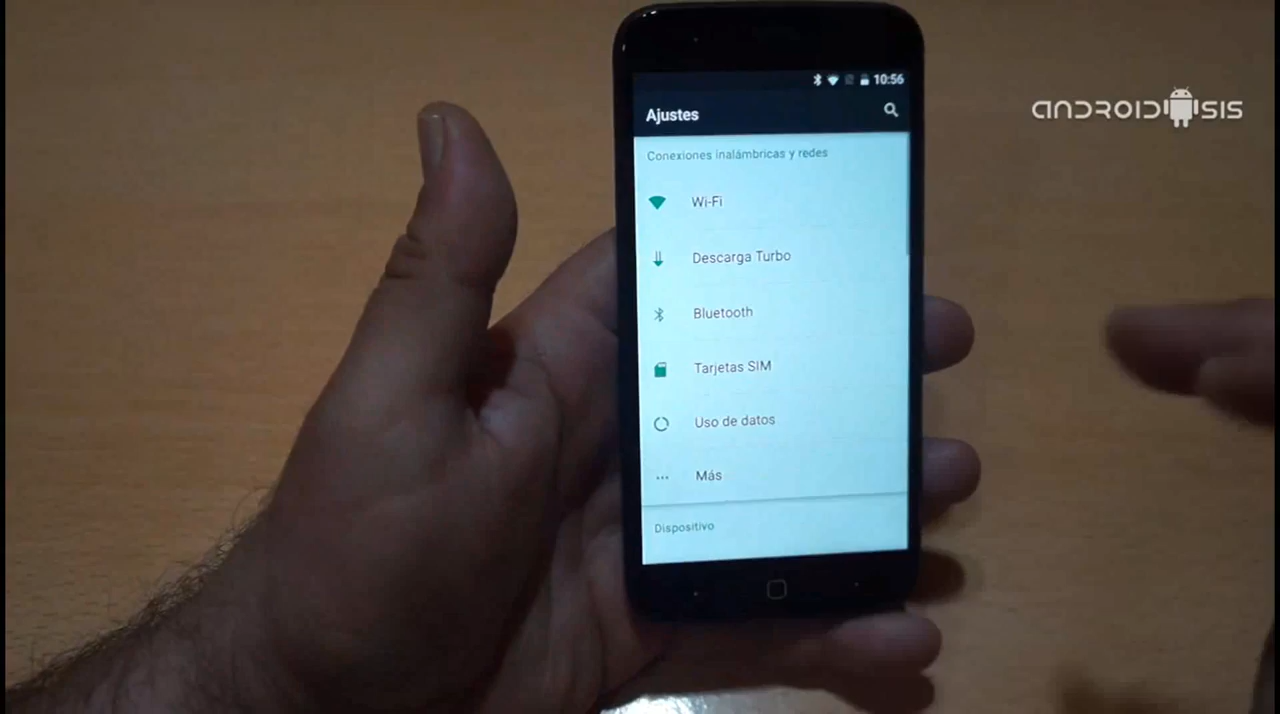 10:56
Ajustes
ANDROIDSIS
Conexiones inalámbricas y redes
Wi-Fi
Descarga Turbo
Bluetooth
Tarjetas SIM
Uso de datos
Más
Dispositivo